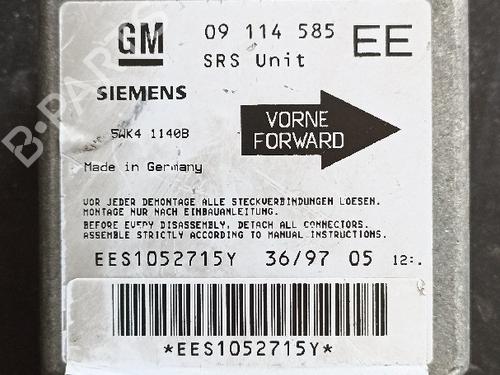 GM 09 114 585 EE
SRS Unit
SIEMENS
VORNE
FORWARD
5WK4 1140B
Made in Germany
VOR JEDER DEMONTAGE ALLE STECKVERBINDUNGEN LOESEN.
MONTAGE NUR NACH EINBAUANLEITUNG.
BEFORE EVERY DISASSEMBLY, DETACH ALL CONNECTORS.
ASSEMBLE STRICTLY ACCORDING TO MANUAL INSTRUCTIONS.
EES1052715Y 36/97 05 12:.
*EES1052715Y*